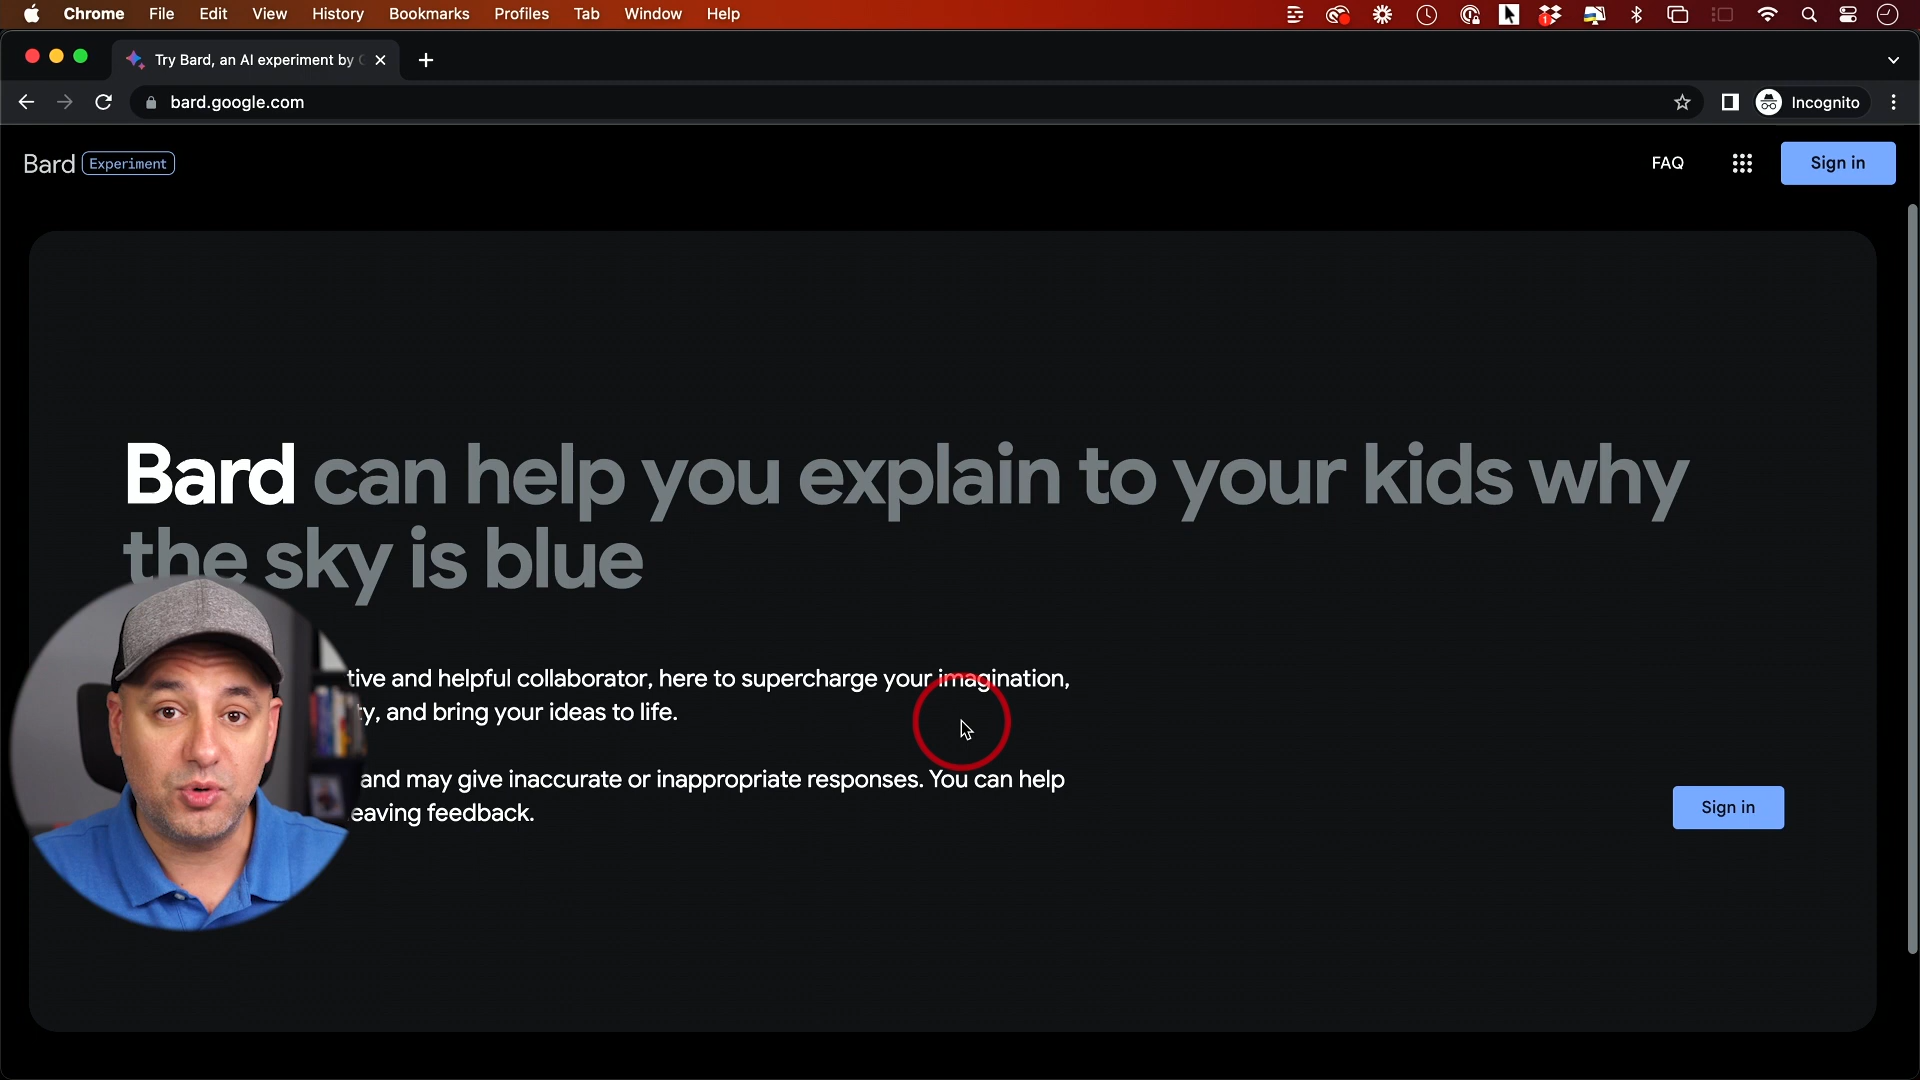 Chrome File Edit View History Bookmarks Profiles Tab Window Help
Try Bard, an AI experiment by
bard.google.com
Incognito
Bard Experiment
FAQ
Sign in
Bard can help you explain to your kids why
the sky is blue
tive and helpful collaborator, here to supercharge your imagination,
ty, and bring your ideas to life.
and may give inaccurate or inappropriate responses. You can help
eaving feedback.
Sign in